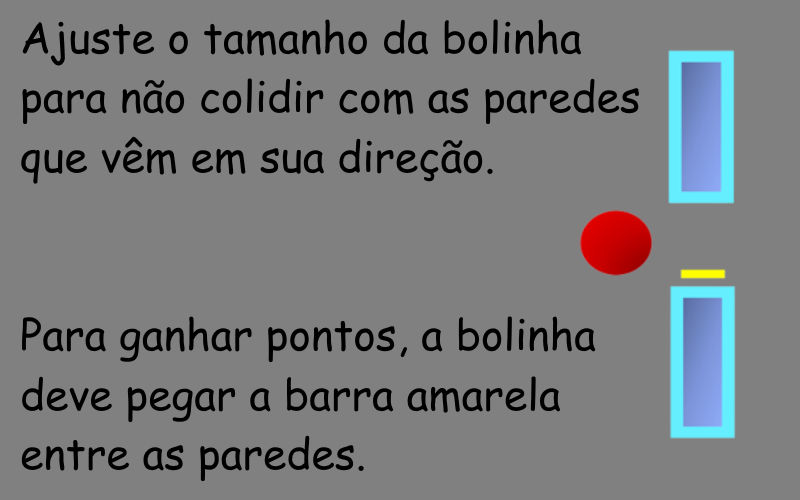 Ajuste o tamanho da bolinha
para não colidir com as paredes
que vêm em sua direção.
Para ganhar pontos, a bolinha
deve pegar a barra amarela
entre as paredes.